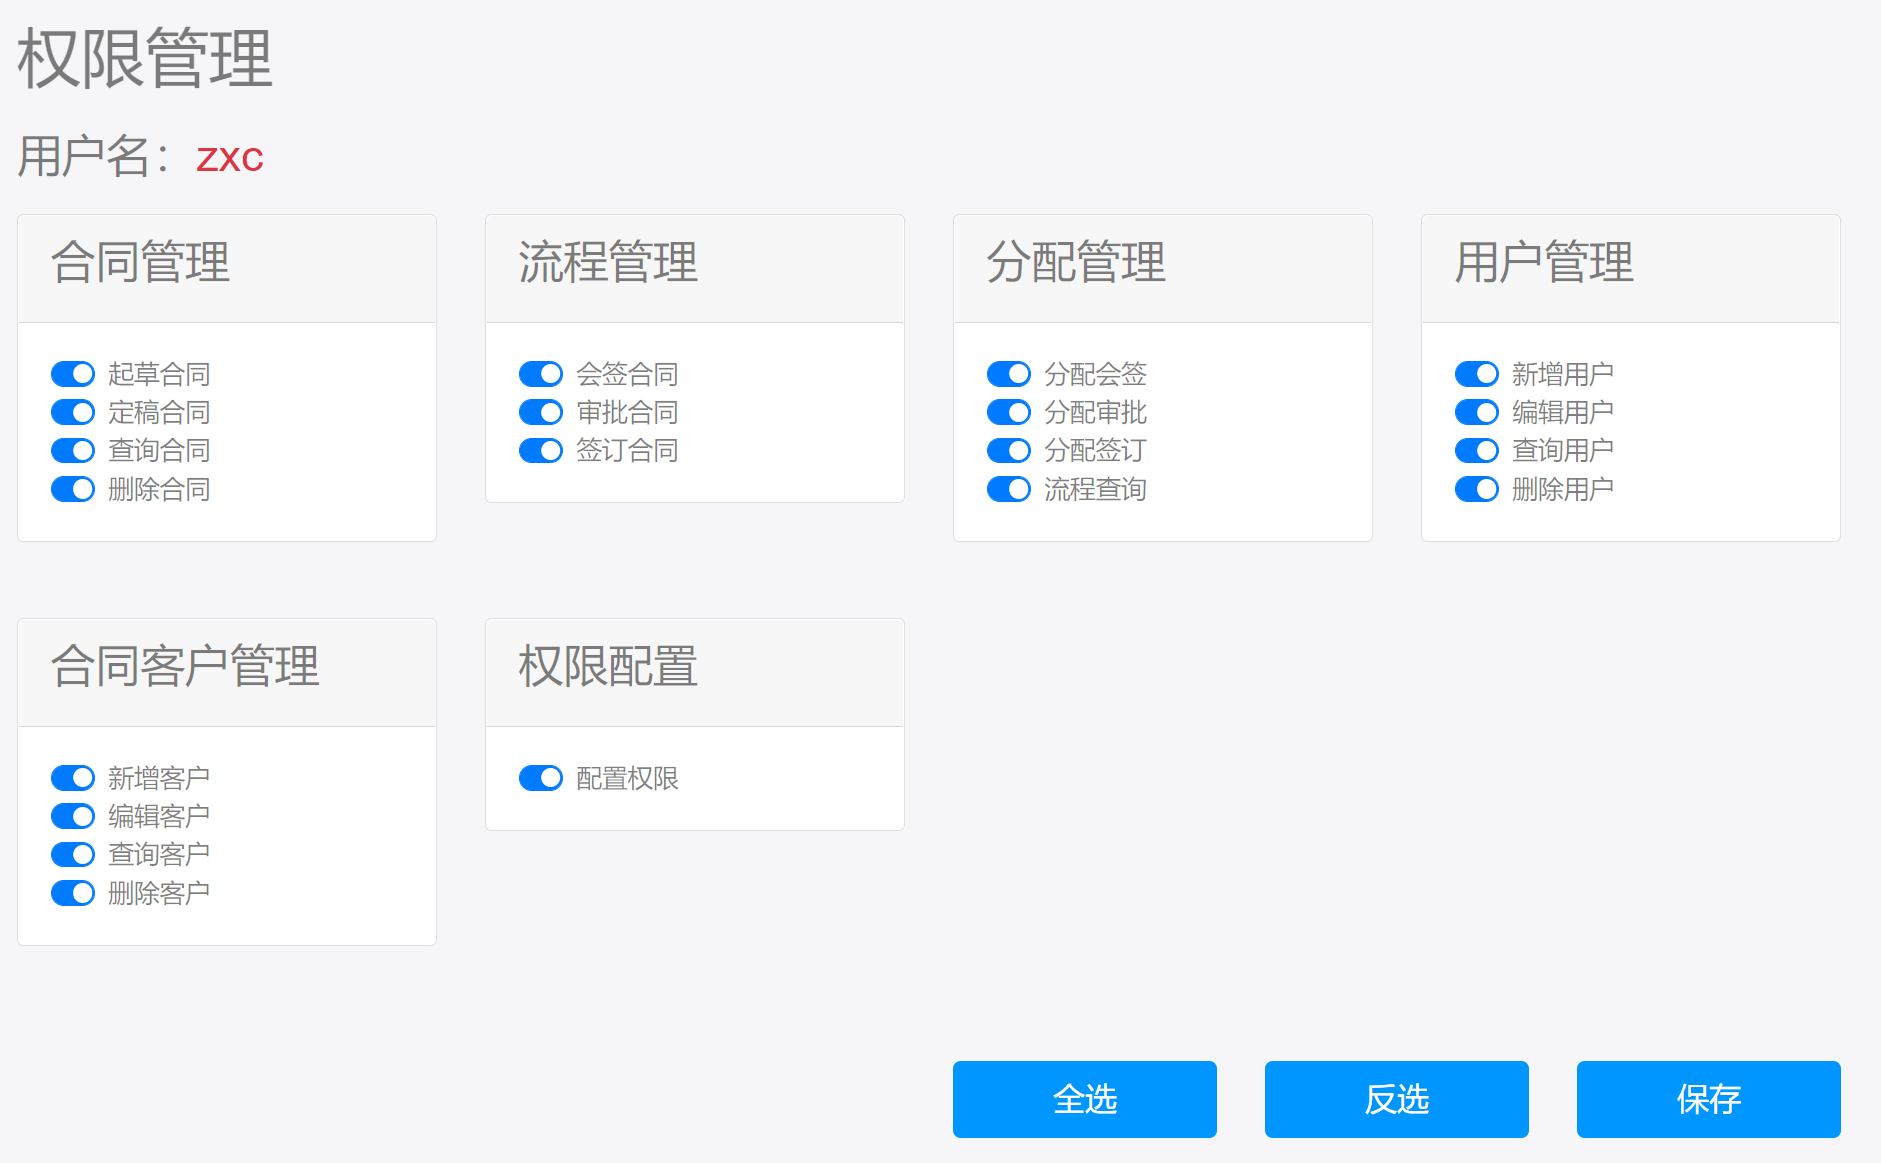 权限管理
用户名：zxc
合同管理
起草合同
定稿合同
查询合同
删除合同
流程管理
会签合同
审批合同
签订合同
分配管理
分配会签
分配审批
分配签订
流程查询
用户管理
新增用户
编辑用户
查询用户
删除用户
合同客户管理
新增客户
编辑客户
查询客户
删除客户
权限配置
配置权限
全选
反选
保存